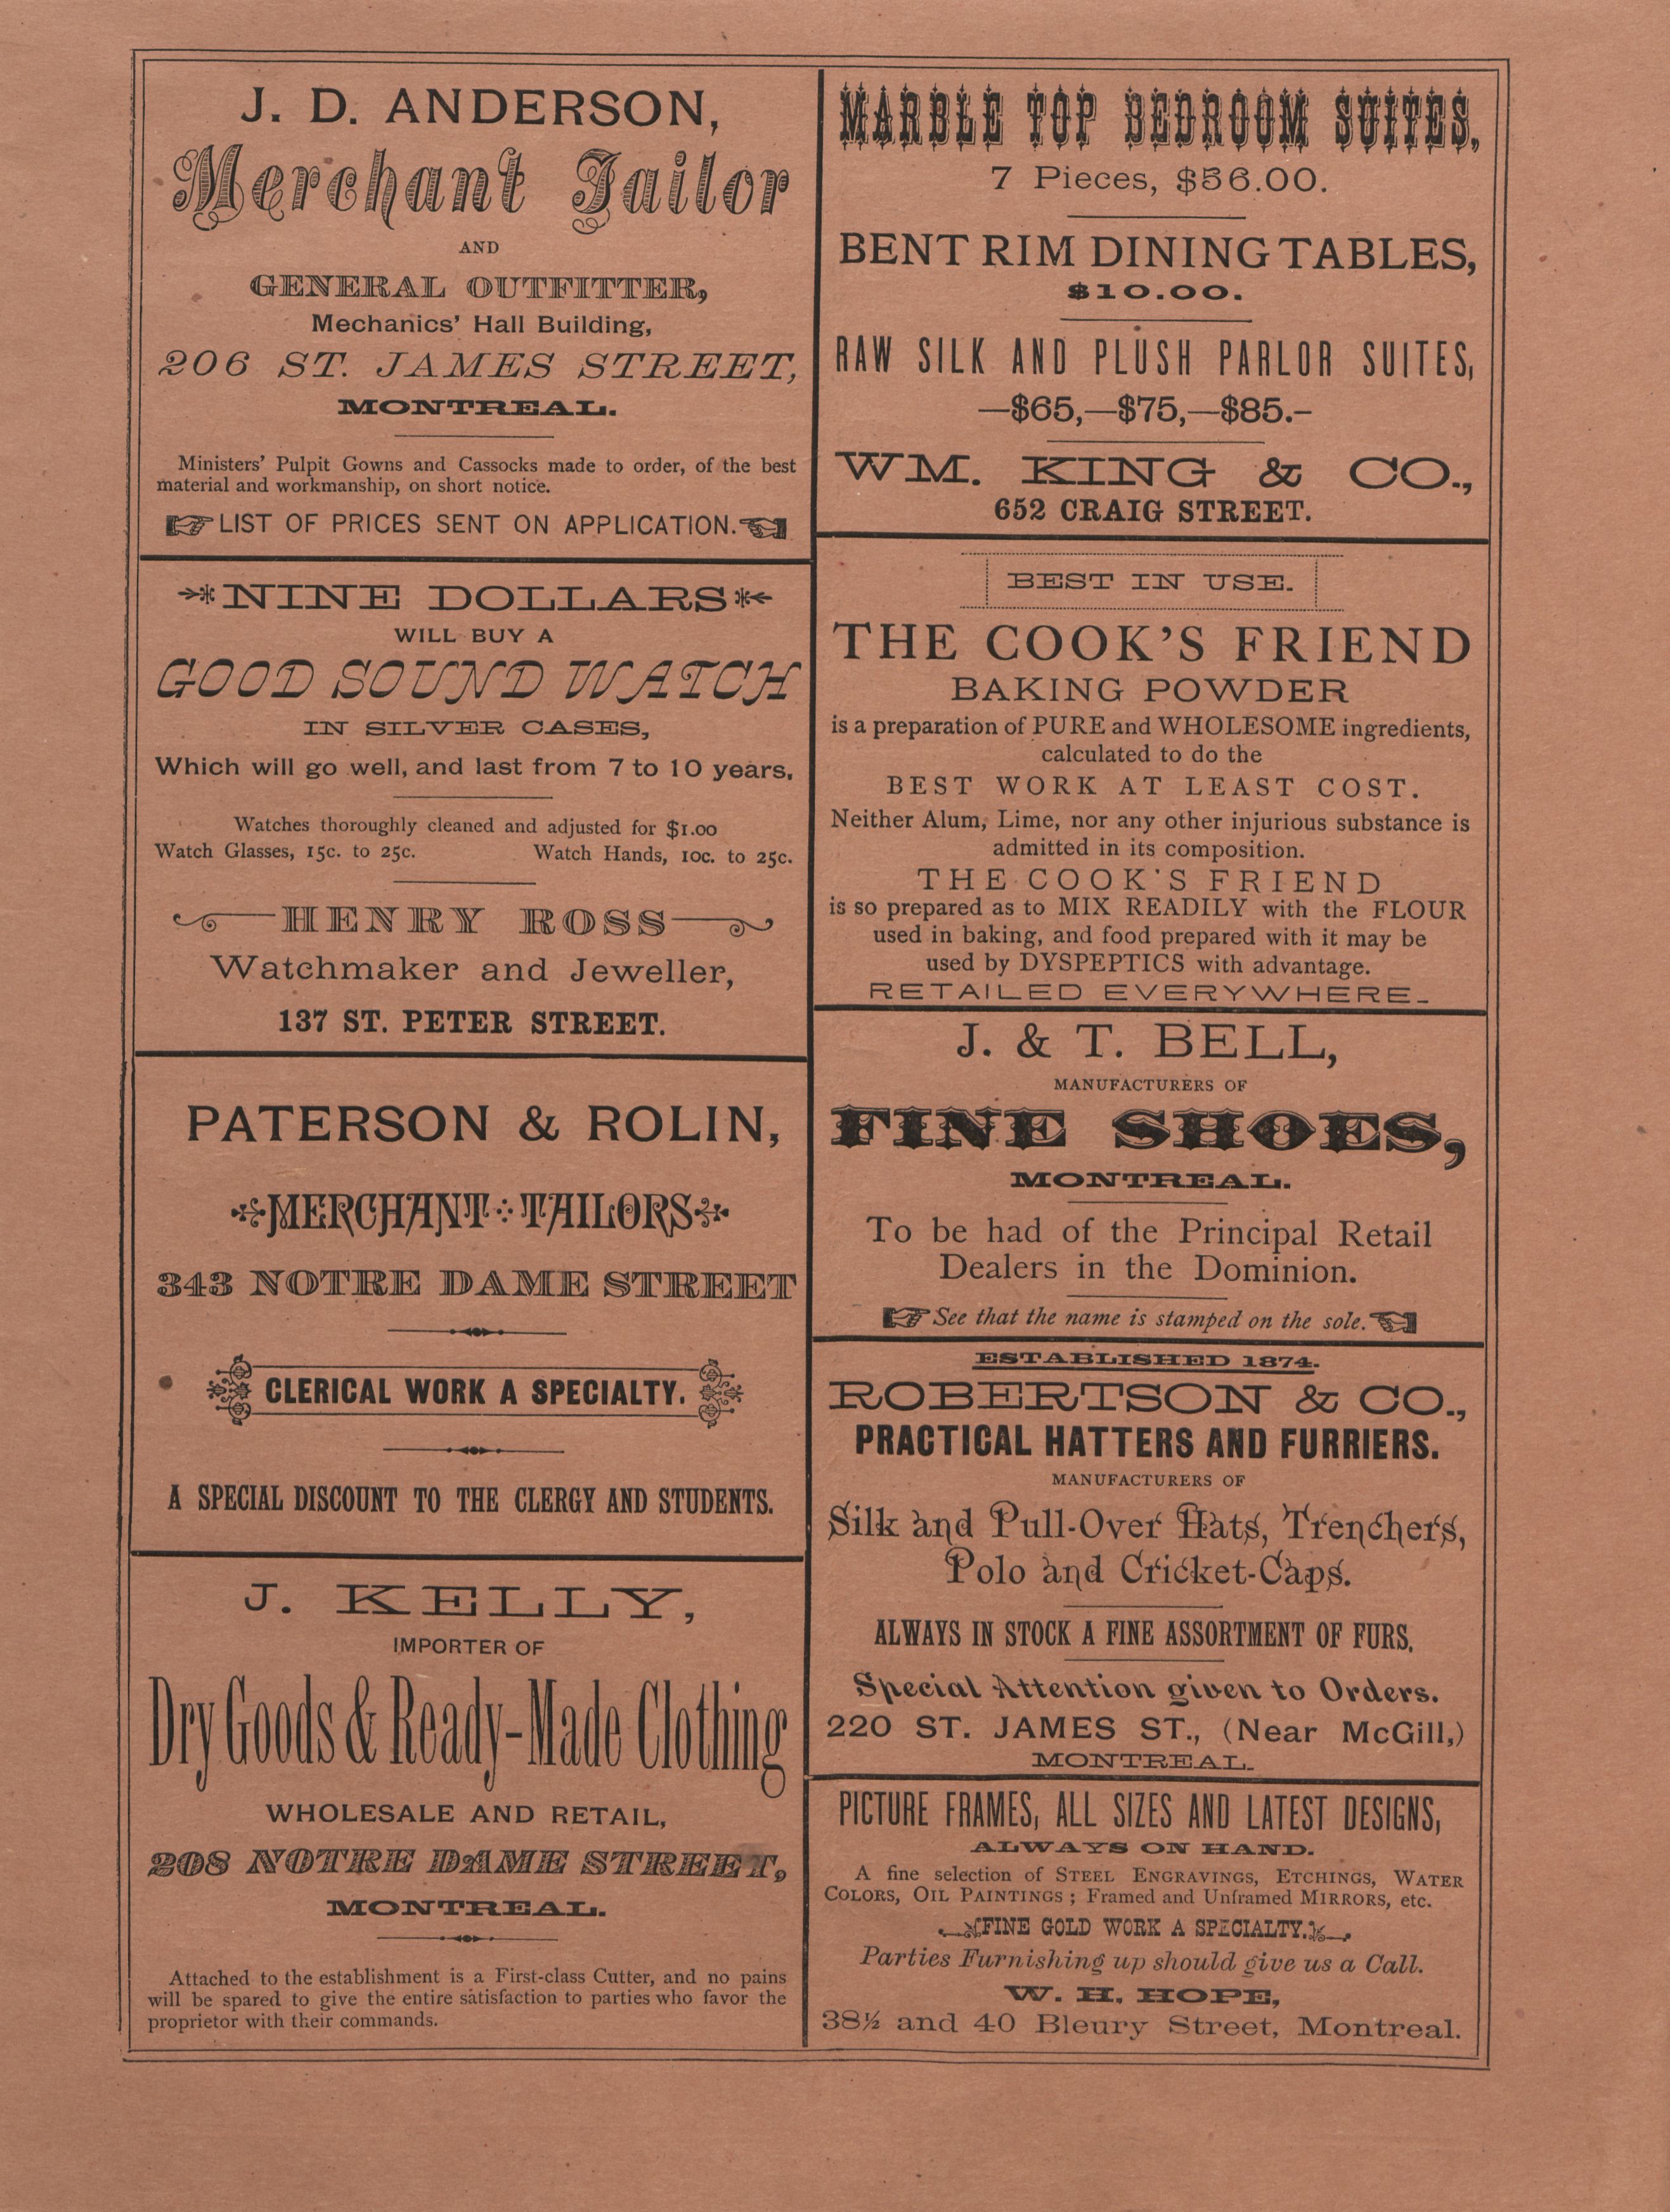 J. D. ANDERSON,
Merchant Tailor
AND
GENERAL OUTFITTER,
Mechanics' Hall Building,
206 ST. JAMES STREET,
MONTREAL.
Ministers' Pulpit Gowns and Cassocks made to order, of the best
material and workmanship, on short notice.
LIST OF PRICES SENT ON APPLICATION.
NINE DOLLARS
WILL BUY A
GOOD SOUND WATCH
IN SILVER CASES,
Which will go well, and last from 7 to 10 years,
Watches thoroughly cleaned and adjusted for $1.00
Watch Glasses, 15c. to 25c. Watch Hands, 10c. to 25c.
HENRY ROSS
Watchmaker and Jeweller,
137 ST. PETER STREET.
PATERSON & ROLIN,
MERCHANT TAILORS
343 NOTRE DAME STREET
CLERICAL WORK A SPECIALTY.
A SPECIAL DISCOUNT TO THE CLERGY AND STUDENTS.
J. KELLY,
IMPORTER OF
Dry Goods & Ready-Made Clothing
WHOLESALE AND RETAIL,
208 NOTRE DAME STREET,
MONTREAL.
Attached to the establishment is a First-class Cutter, and no pains
will be spared to give the entire satisfaction to parties who favor the
proprietor with their commands.
MARBLE TOP BEDROOM SUITES,
7 Pieces, $56.00.
BENT RIM DINING TABLES,
$10.00.
RAW SILK AND PLUSH PARLOR SUITES,
—$65,—$75,—$85.–
WM. KING & CO.,
652 CRAIG STREET.
BEST IN USE.
THE COOK'S FRIEND
BAKING POWDER
is a preparation of PURE and WHOLESOME ingredients,
calculated to do the
BEST WORK AT LEAST COST.
Neither Alum, Lime, nor any other injurious substance is
admitted in its composition.
THE COOK'S FRIEND
is so prepared as to MIX READILY with the FLOUR
used in baking, and food prepared with it may be
used by DYSPEPTICS with advantage.
RETAILED EVERYWHERE.
J. & T. BELL,
MANUFACTURERS OF
FINE SHOES,
MONTREAL.
To be had of the Principal Retail
Dealers in the Dominion.
See that the name is stamped on the sole.
ESTABLISHED 1874.
ROBERTSON & CO.,
PRACTICAL HATTERS AND FURRIERS.
MANUFACTURERS OF
Silk and Pull-Over Hats, Trenchers,
Polo and Cricket-Caps.
ALWAYS IN STOCK A FINE ASSORTMENT OF FURS.
Special Attention given to Orders.
220 ST. JAMES ST., (Near McGill,)
MONTREAL.
PICTURE FRAMES, ALL SIZES AND LATEST DESIGNS,
ALWAYS ON HAND.
A fine selection of STEEL ENGRAVINGS, ETCHINGS, WATER
COLORS, OIL PAINTINGS ; Framed and Unframed MIRRORS, etc.
FINE GOLD WORK A SPECIALTY.
Parties Furnishing up should give us a Call.
W. H. HOPE,
38½ and 40 Bleury Street, Montreal.